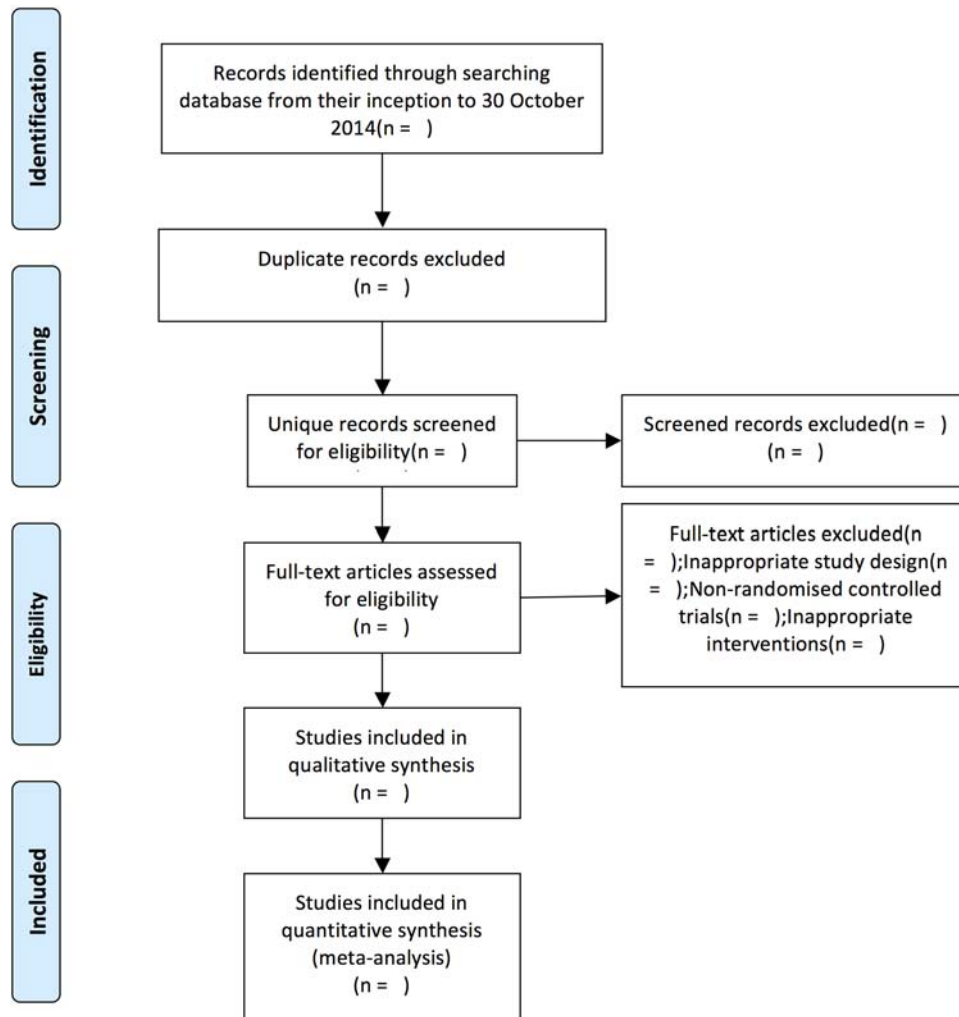 Identification
Records identified through searching
database from their inception to 30 October
2014(n =   )
Duplicate records excluded
(n =   )
Screening
Unique records screened
for eligibility(n =   )
Screened records excluded(n =   )
(n =   )
Eligibility
Full-text articles assessed
for eligibility
(n =   )
Full-text articles excluded(n
=   );Inappropriate study design(n
=   );Non-randomised controlled
trials(n =   );Inappropriate
interventions(n =   )
Studies included in
qualitative synthesis
(n =   )
Included
Studies included in
quantitative synthesis
(meta-analysis)
(n =   )